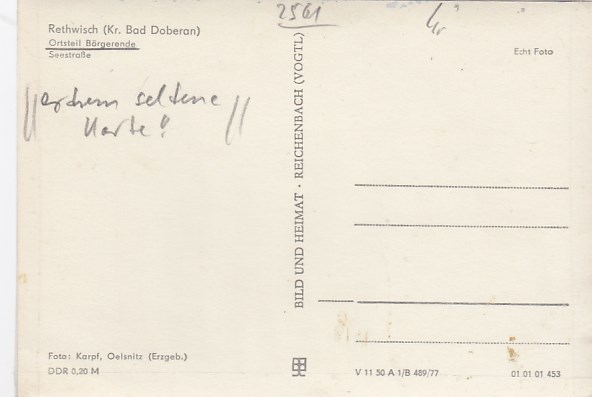 Rethwisch (Kr. Bad Doberan)
Ortsteil Börgerende
Seestraße
2561
Echt Foto
extrem seltene
Karte!!
BILD UND HEIMAT · REICHENBACH (VOGTL)
Foto: Karpf, Oelsnitz (Erzgeb.)
DDR 0,20 M
V 11 50 A 1/B 489/77
01 01 01 453